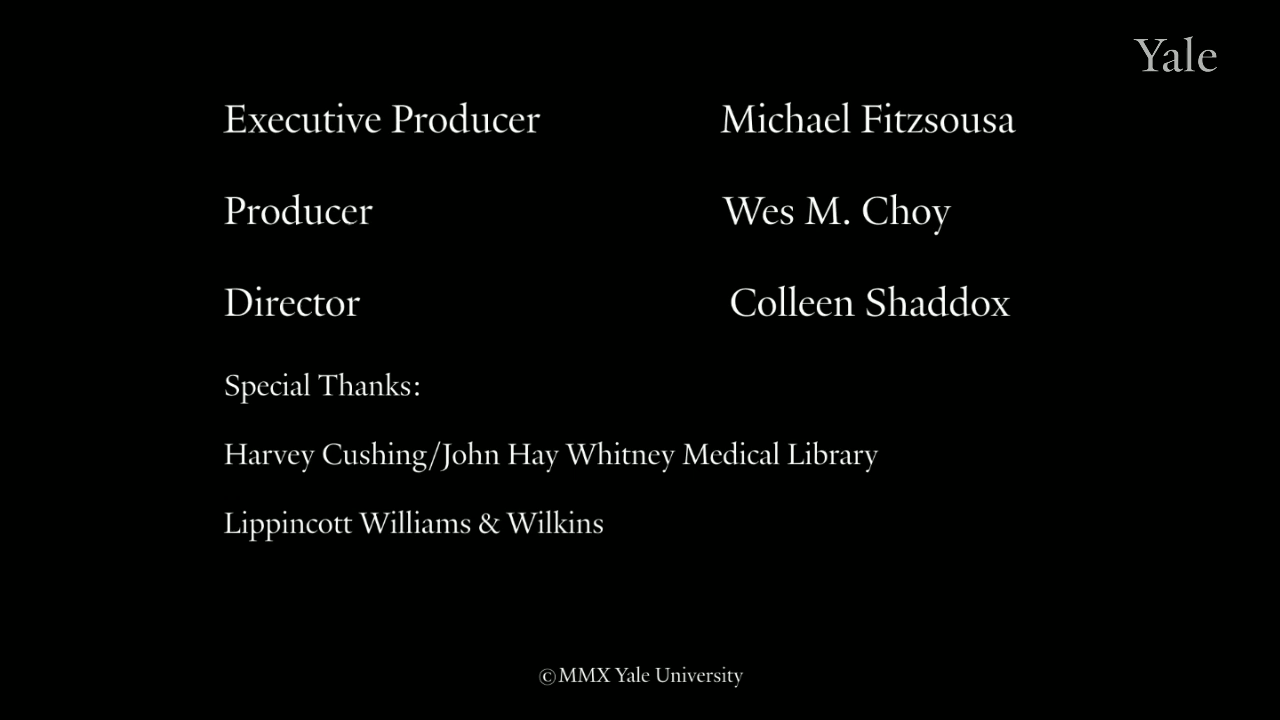 Yale
Executive Producer Michael Fitzsousa
Producer Wes M. Choy
Director Colleen Shaddox
Special Thanks:
Harvey Cushing/John Hay Whitney Medical Library
Lippincott Williams & Wilkins
©MMX Yale University